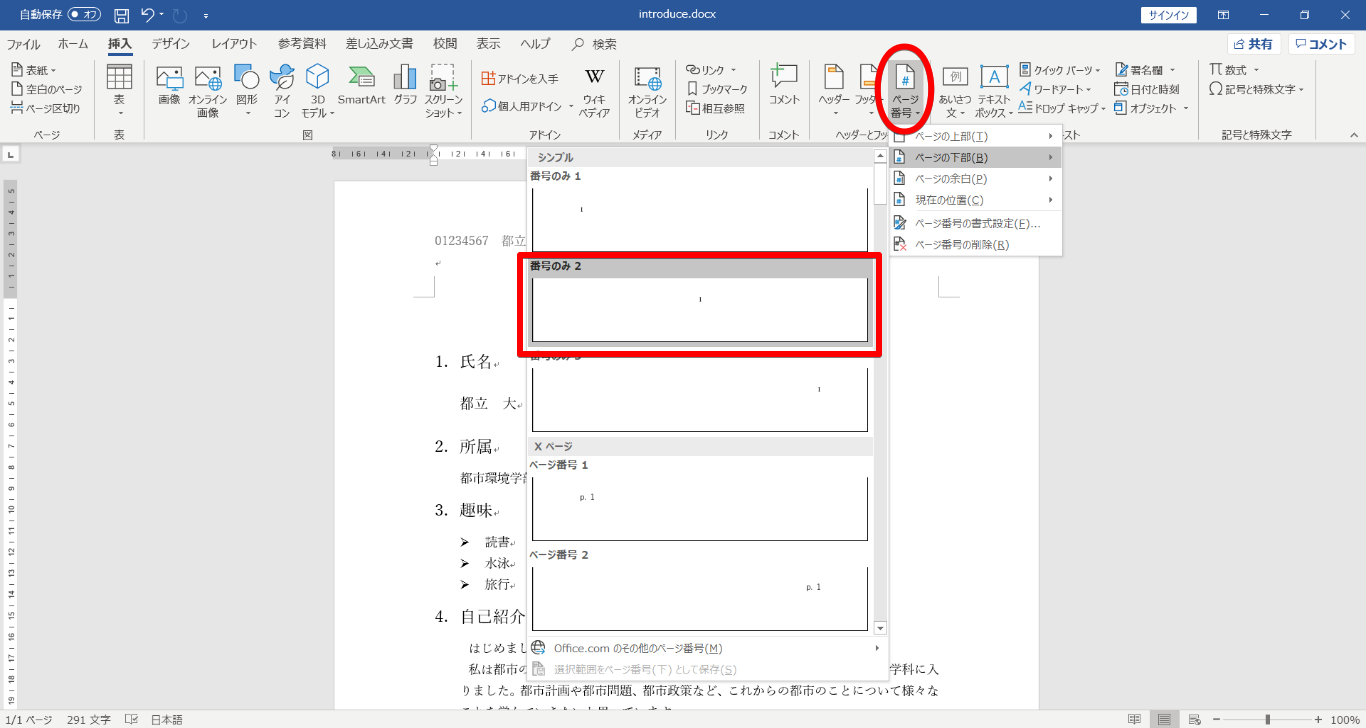 自動保存 オフ
introduce.docx
サインイン
ファイル ホーム 挿入 デザイン レイアウト 参考資料 差し込み文書 校閲 表示 ヘルプ 検索
共有 コメント
表紙
空白のページ
ページ区切り
ページ
表
表
画像
オンライン
画像
図形
アイ
コン
3D
モデル
SmartArt
グラフ
スクリーン
ショット
図
アドインを入手
個人用アドイン
W
ウィキ
ペディア
アドイン
オンライン
ビデオ
メディア
リンク
ブックマーク
相互参照
リンク
コメント
コメント
ヘッダー
フッター
ページ
番号
ヘッダーとフッ
あいさつ
文
テキスト
ボックス
クイック パーツ
ワードアート
ドロップ キャップ
署名欄
日付と時刻
オブジェクト
スト
数式
記号と特殊文字
記号と特殊文字
ページの上部(T)
ページの下部(B)
ページの余白(P)
現在の位置(C)
ページ番号の書式設定(F)...
ページ番号の削除(R)
シンプル
番号のみ 1
1
番号のみ 2
1
番号のみ 3
1
X ページ
ページ番号 1
p. 1
ページ番号 2
p. 1
Office.com のその他のページ番号(M)
選択範囲をページ番号(下) として保存(S)
8 6 4 2 2 4 6
01234567 都立
1. 氏名
都立 大
2. 所属
都市環境学部
3. 趣味
➢ 読書
➢ 水泳
➢ 旅行
4. 自己紹介
はじめまし
私は都市の 学科に入
りました。都市計画や都市問題、都市政策など、これからの都市のことについて様々な
1/1 ページ 291 文字 日本語
100%